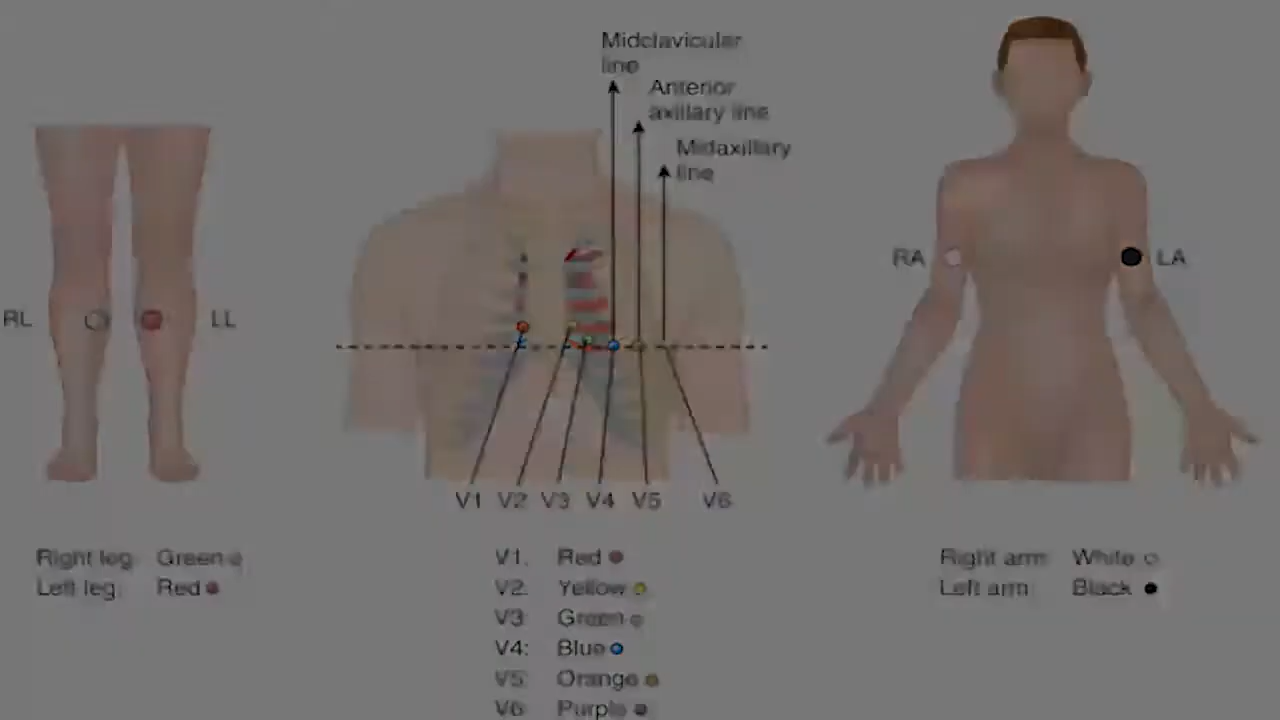 Midclavicular
line
Anterior
axillary line
Midaxillary
line
RA
LA
RL
LL
V1 V2 V3 V4 V5 V6
Right leg: Green
Left leg: Red
V1: Red
V2: Yellow
V3: Green
V4: Blue
V5: Orange
V6: Purple
Right arm: White
Left arm: Black